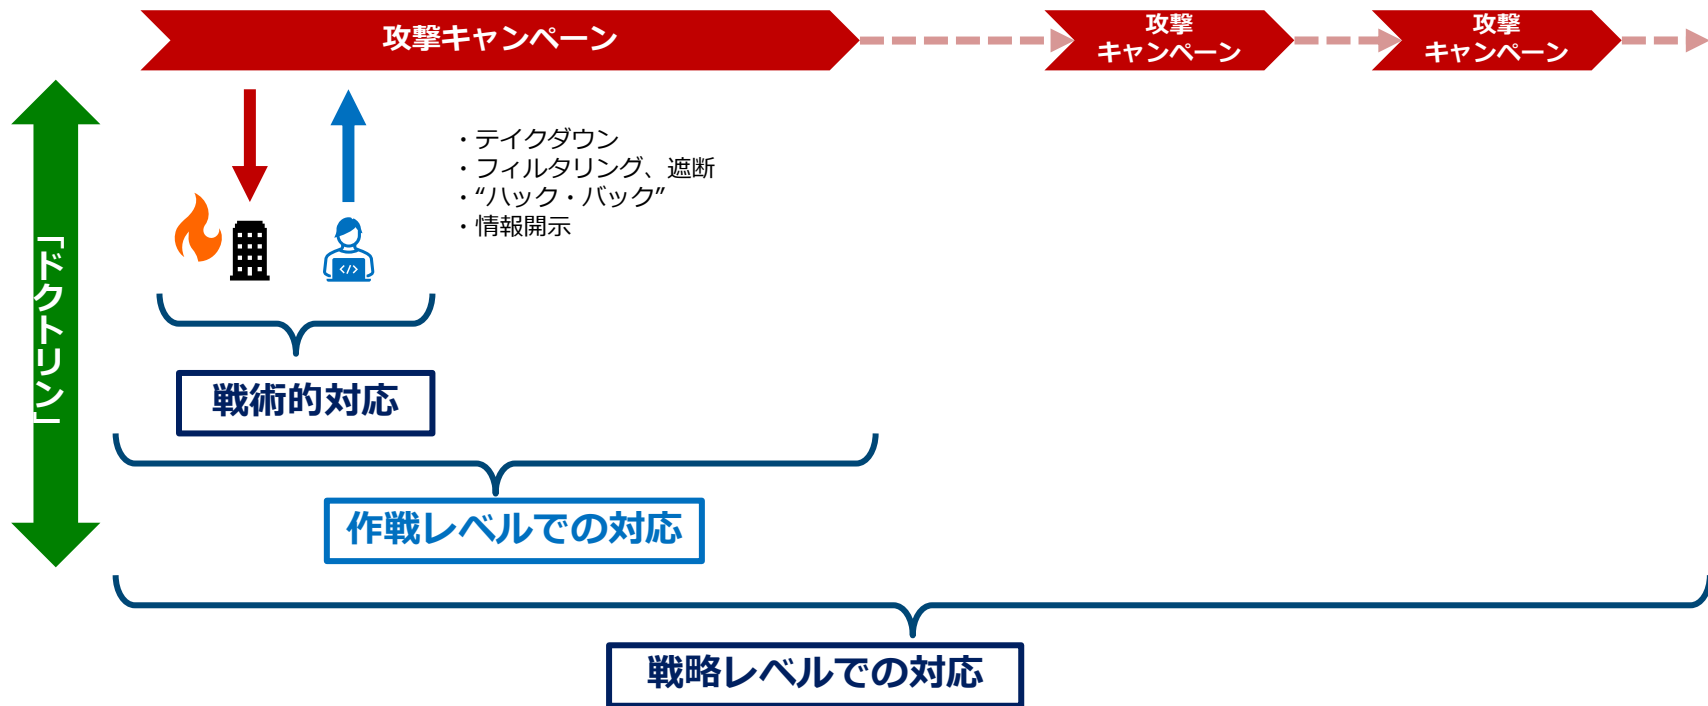 攻撃キャンペーン
攻撃
キャンペーン
攻撃
キャンペーン
・テイクダウン
・フィルタリング、遮断
・“ハック・バック”
・情報開示
「ドクトリン」
</>
戦術的対応
作戦レベルでの対応
戦略レベルでの対応